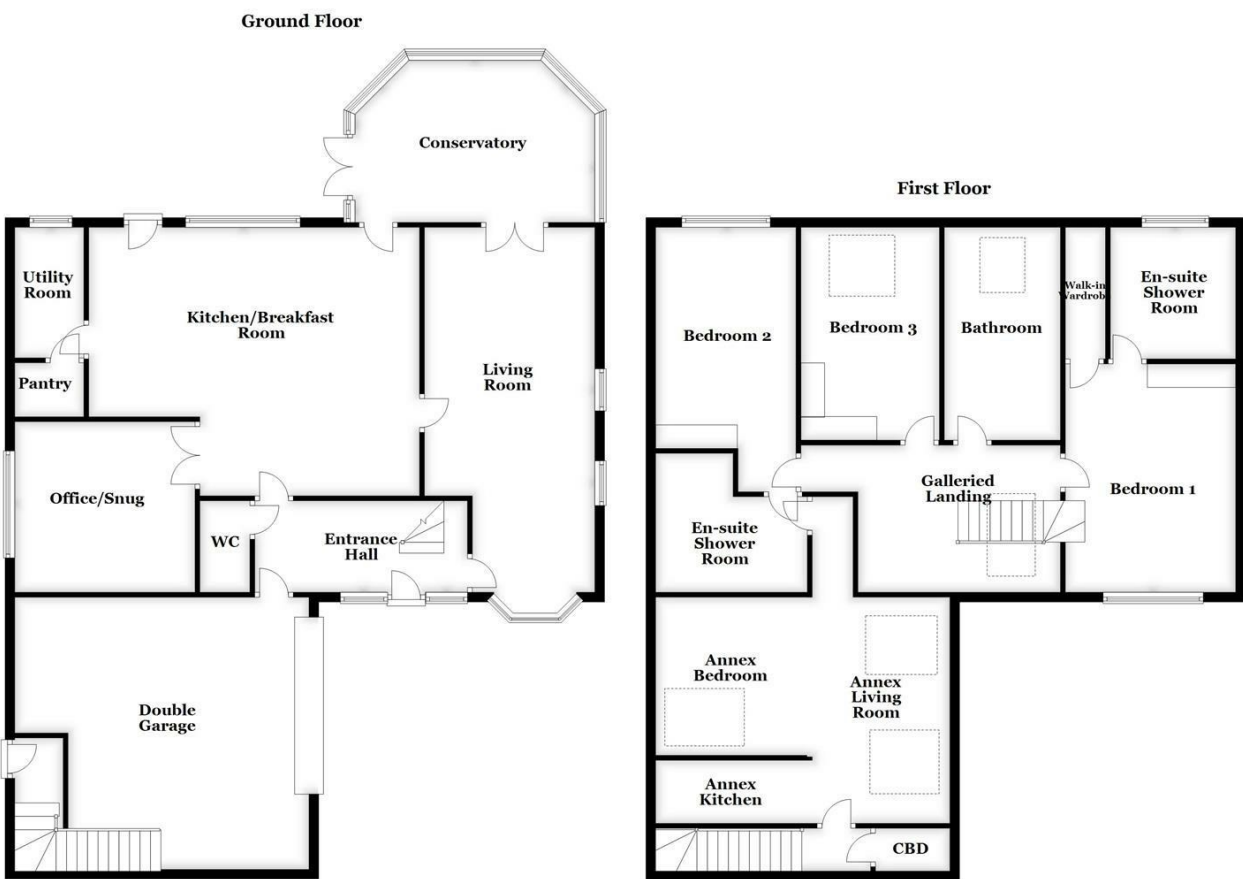 Ground Floor
Conservatory
Utility
Room
Kitchen/Breakfast
Room
Living
Room
Pantry
Office/Snug
WC
Entrance
Hall
Double
Garage
First Floor
Bedroom 2
Bedroom 3
Bathroom
Walk-in
Wardrobe
En-suite
Shower
Room
Galleried
Landing
Bedroom 1
En-suite
Shower
Room
Annex
Bedroom
Annex
Living
Room
Annex
Kitchen
CBD